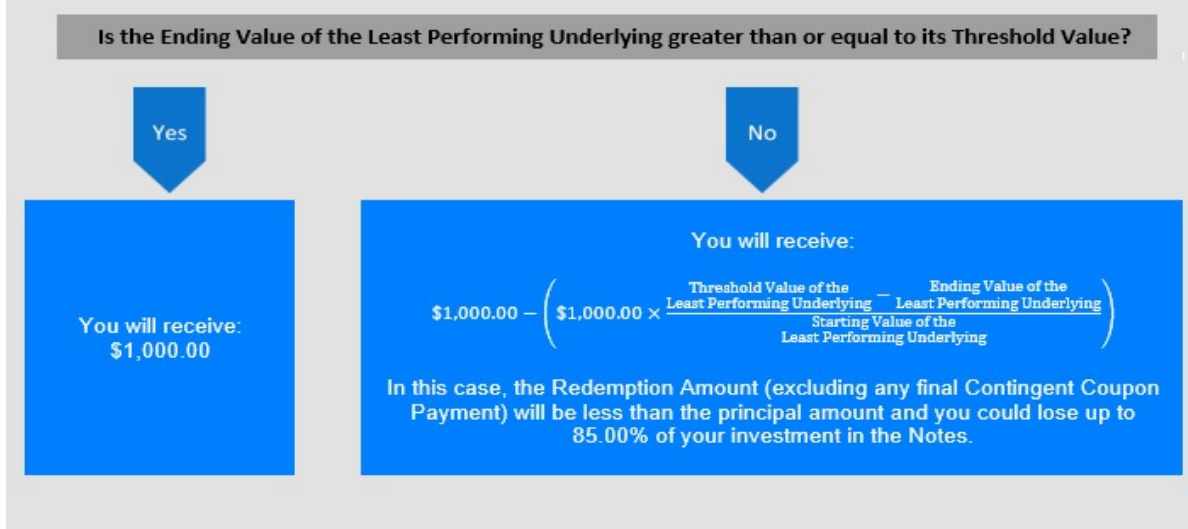 Is the Ending Value of the Least Performing Underlying greater than or equal to its Threshold Value?
Yes
No
You will receive:
$1,000.00
You will receive:
$1,000.00 − ($1,000.00 × (Threshold Value of the Least Performing Underlying − Ending Value of the Least Performing Underlying) / Starting Value of the Least Performing Underlying)
In this case, the Redemption Amount (excluding any final Contingent Coupon
Payment) will be less than the principal amount and you could lose up to
85.00% of your investment in the Notes.